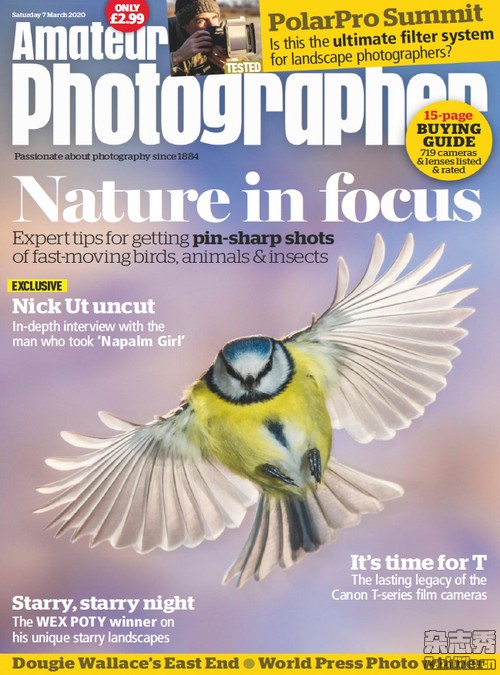 Saturday 7 March 2020
ONLY
£2.99
TESTED
PolarPro Summit
Is this the ultimate filter system
for landscape photographers?
Amateur
Photographer
Passionate about photography since 1884
15-page
BUYING
GUIDE
719 cameras
& lenses listed
& rated
Nature in focus
Expert tips for getting pin-sharp shots
of fast-moving birds, animals & insects
EXCLUSIVE
Nick Ut uncut
In-depth interview with the
man who took ‘Napalm Girl’
It's time for T
The lasting legacy of the
Canon T-series film cameras
Starry, starry night
The WEX POTY winner on
his unique starry landscapes
杂志秀
Dougie Wallace's East End ● World Press Photo winner